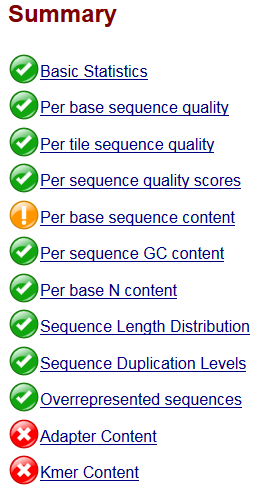 Summary
Basic Statistics
Per base sequence quality
Per tile sequence quality
Per sequence quality scores
Per base sequence content
Per sequence GC content
Per base N content
Sequence Length Distribution
Sequence Duplication Levels
Overrepresented sequences
Adapter Content
Kmer Content